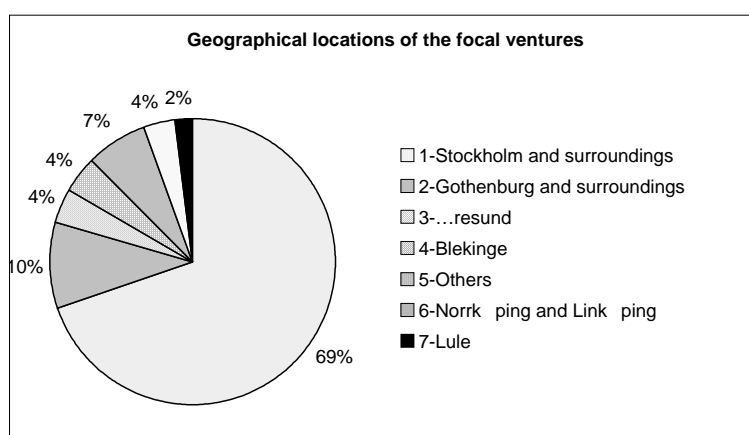 Geographical locations of the focal ventures
4%
2%
7%
4%
4%
10%
69%
1-Stockholm and surroundings
2-Gothenburg and surroundings
3-…resund
4-Blekinge
5-Others
6-Norrk ping and Link ping
7-Lule